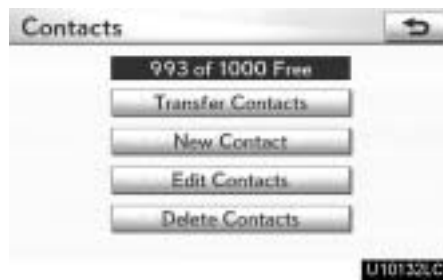 Contacts
993 of 1000 Free
Transfer Contacts
New Contact
Edit Contacts
Delete Contacts
U10132LC